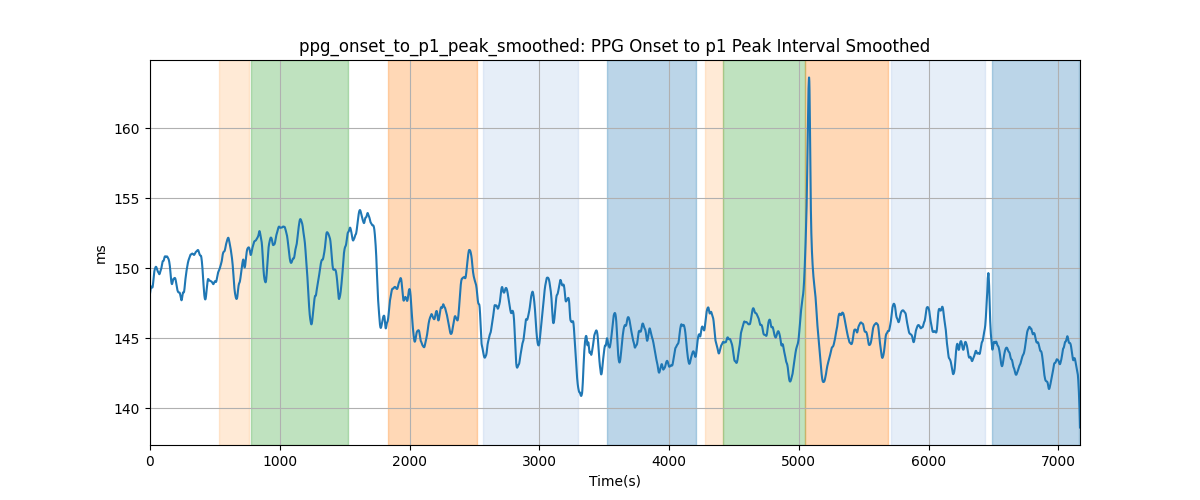 ppg_onset_to_p1_peak_smoothed: PPG Onset to p1 Peak Interval Smoothed
160
155
150
145
140
ms
0 1000 2000 3000 4000 5000 6000 7000
Time(s)